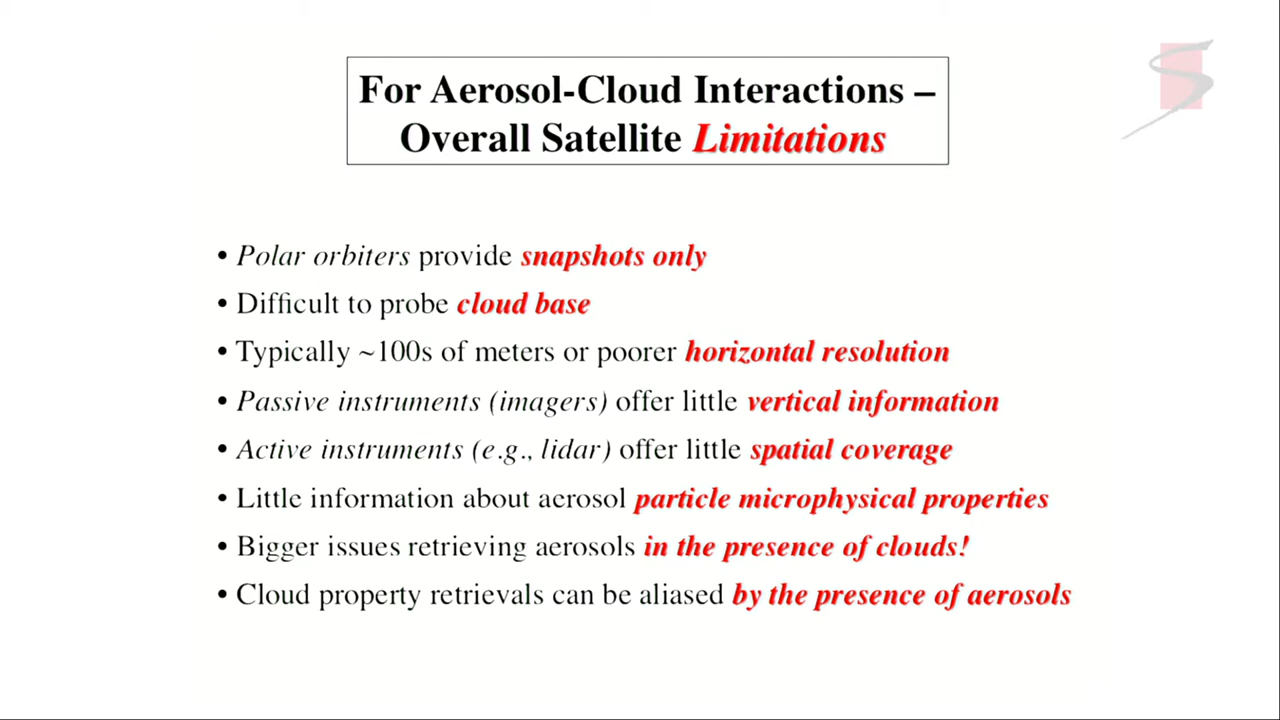 For Aerosol-Cloud Interactions –
Overall Satellite Limitations
• Polar orbiters provide snapshots only
• Difficult to probe cloud base
• Typically ~100s of meters or poorer horizontal resolution
• Passive instruments (imagers) offer little vertical information
• Active instruments (e.g., lidar) offer little spatial coverage
• Little information about aerosol particle microphysical properties
• Bigger issues retrieving aerosols in the presence of clouds!
• Cloud property retrievals can be aliased by the presence of aerosols